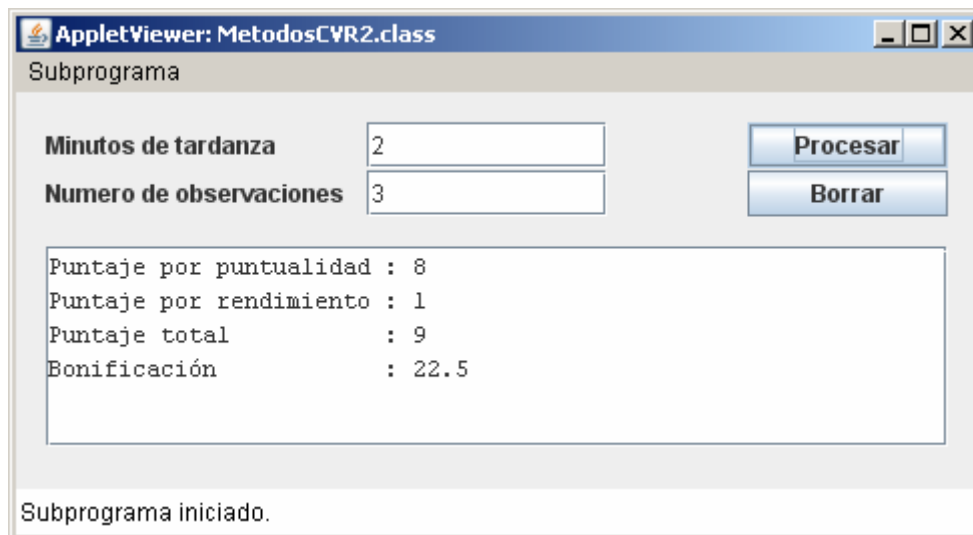 AppletViewer: MetodosCVR2.class
Subprograma
Minutos de tardanza 2 Procesar
Numero de observaciones 3 Borrar
Puntaje por puntualidad : 8
Puntaje por rendimiento : 1
Puntaje total : 9
Bonificación : 22.5
Subprograma iniciado.